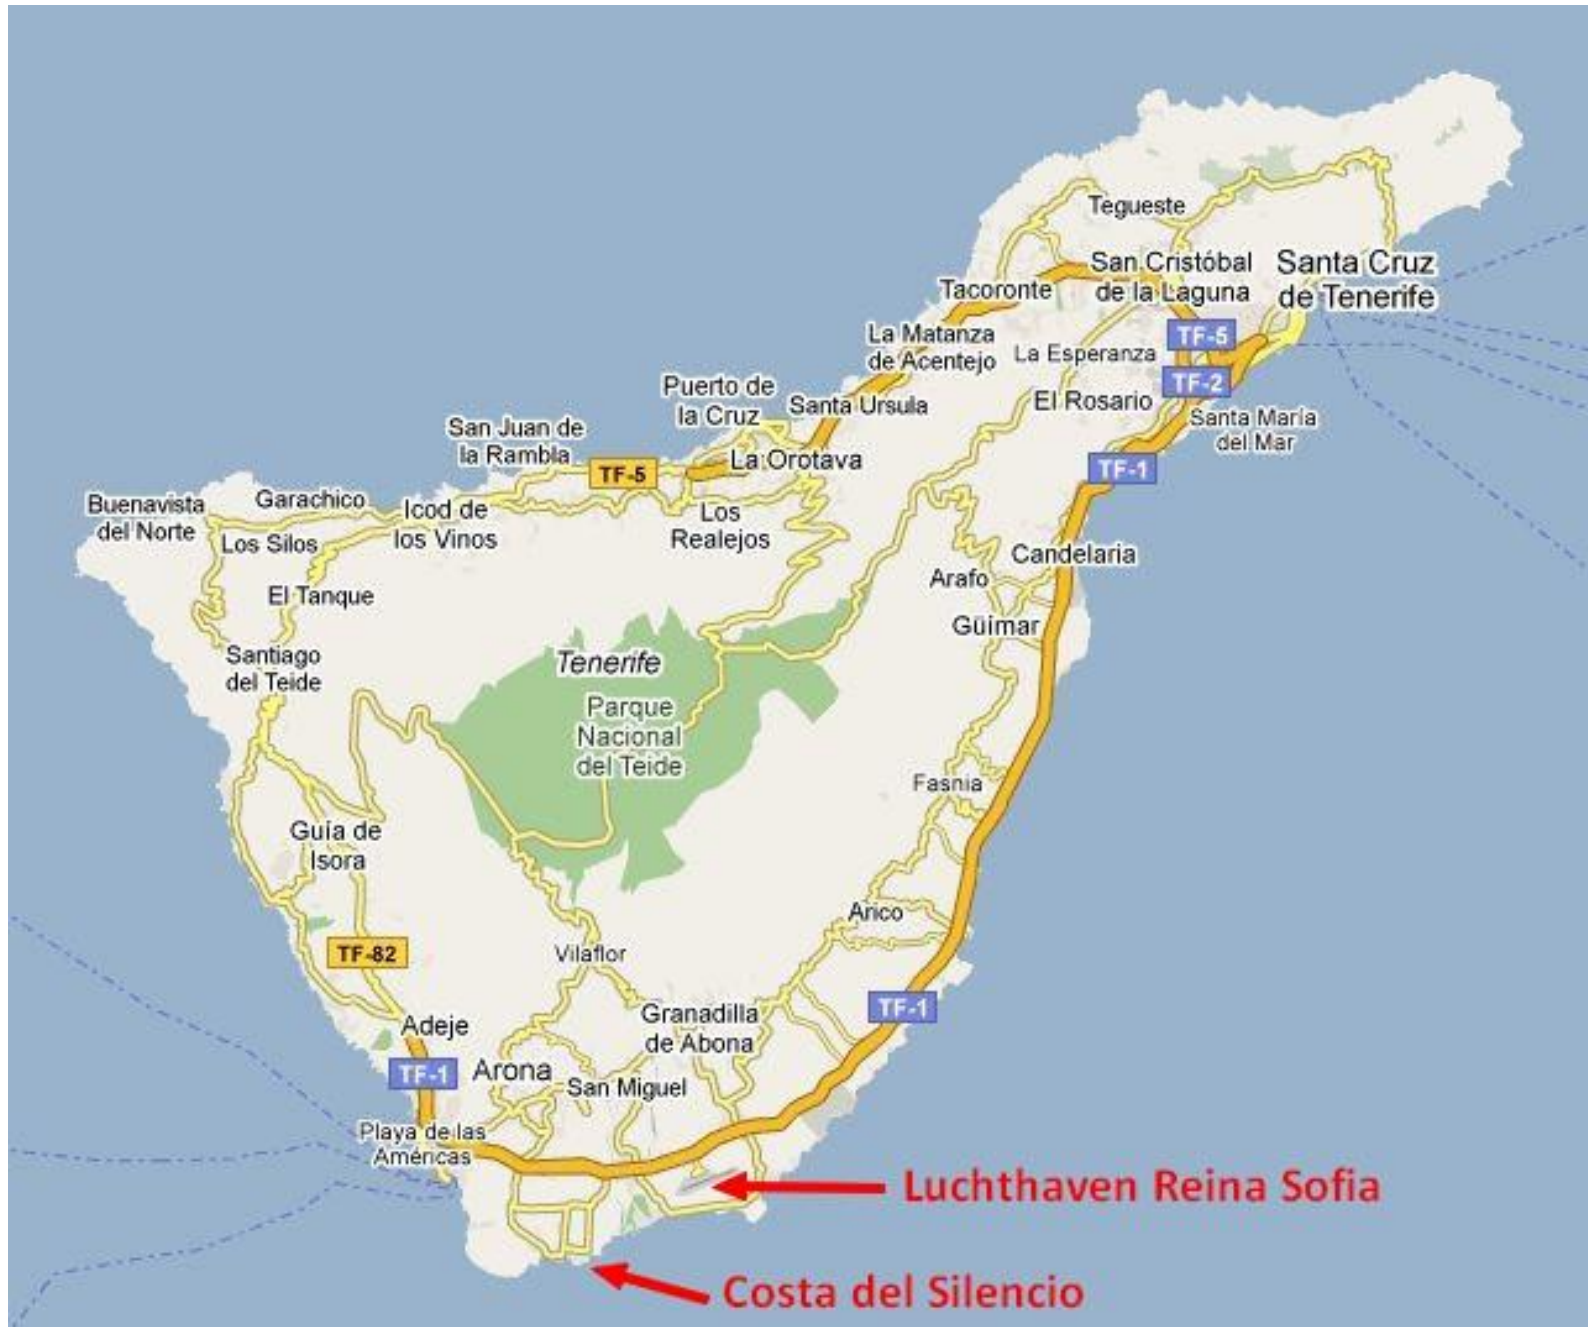 Tegueste
San Cristóbal
de la Laguna
Santa Cruz
de Tenerife
Tacoronte
TF-5
La Matanza
de Acentejo
La Esperanza
TF-2
Puerto de
la Cruz
Santa Ursula
El Rosario
Santa María
del Mar
San Juan de
la Rambla
TF-5
La Orotava
TF-1
Buenavista
del Norte
Garachico
Icod de
los Vinos
Los
Realejos
Los Silos
Candelaria
Arafo
El Tanque
Güimar
Santiago
del Teide
Tenerife
Parque
Nacional
del Teide
Fasnia
Guía de
Isora
Arico
TF-82
Vilaflor
TF-1
Granadilla
de Abona
Adeje
TF-1
Arona
San Miguel
Playa de las
Américas
Luchthaven Reina Sofia
Costa del Silencio